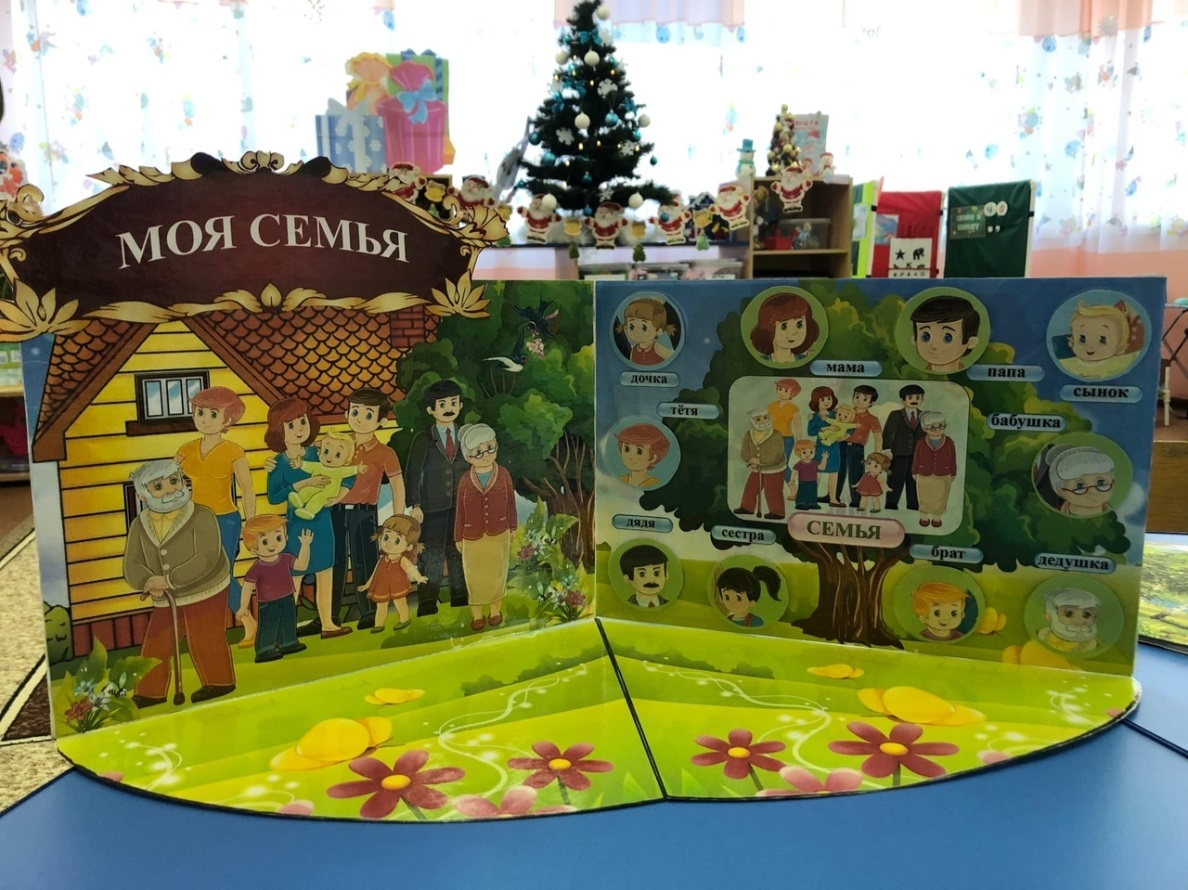 МОЯ СЕМЬЯ
дочка
мама
папа
сынок
тётя
бабушка
СЕМЬЯ
дядя
сестра
брат
дедушка